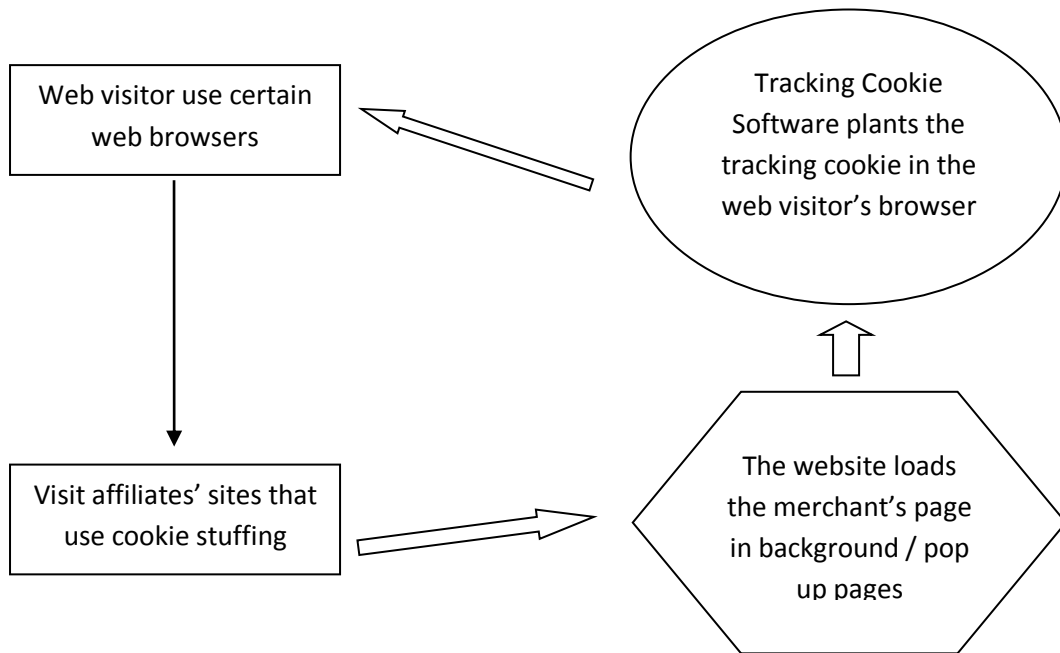 Web visitor use certain
web browsers
Visit affiliates’ sites that
use cookie stuffing
The website loads
the merchant’s page
in background / pop
up pages
Tracking Cookie
Software plants the
tracking cookie in the
web visitor’s browser